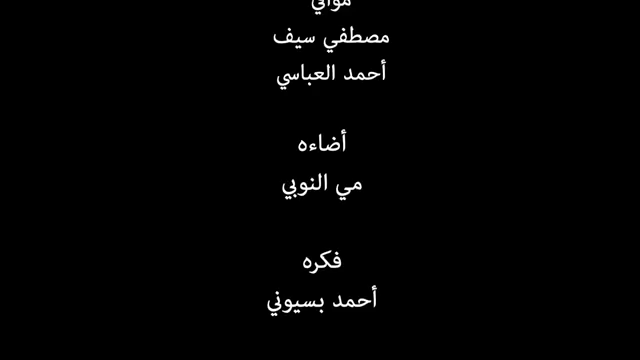 مصطفي سيف
أحمد العباسي
أضاءه
مي النوبي
فكره
أحمد بسيوني